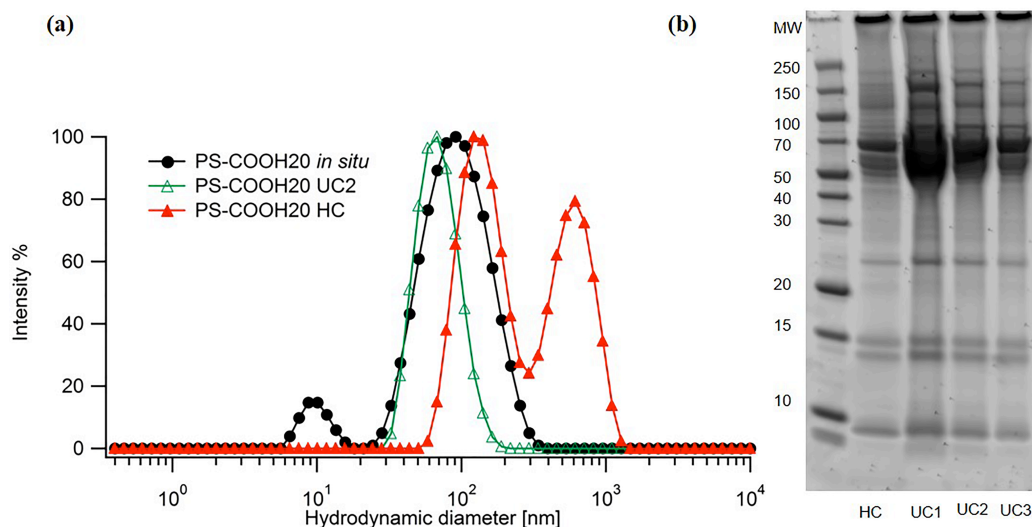 (a)
(b)
PS-COOH20 in situ
PS-COOH20 UC2
PS-COOH20 HC
Intensity %
100
80
60
40
20
0
10⁰
10¹
10²
10³
10⁴
Hydrodynamic diameter [nm]
MW
250
150
100
70
50
40
30
20
15
10
HC UC1 UC2 UC3